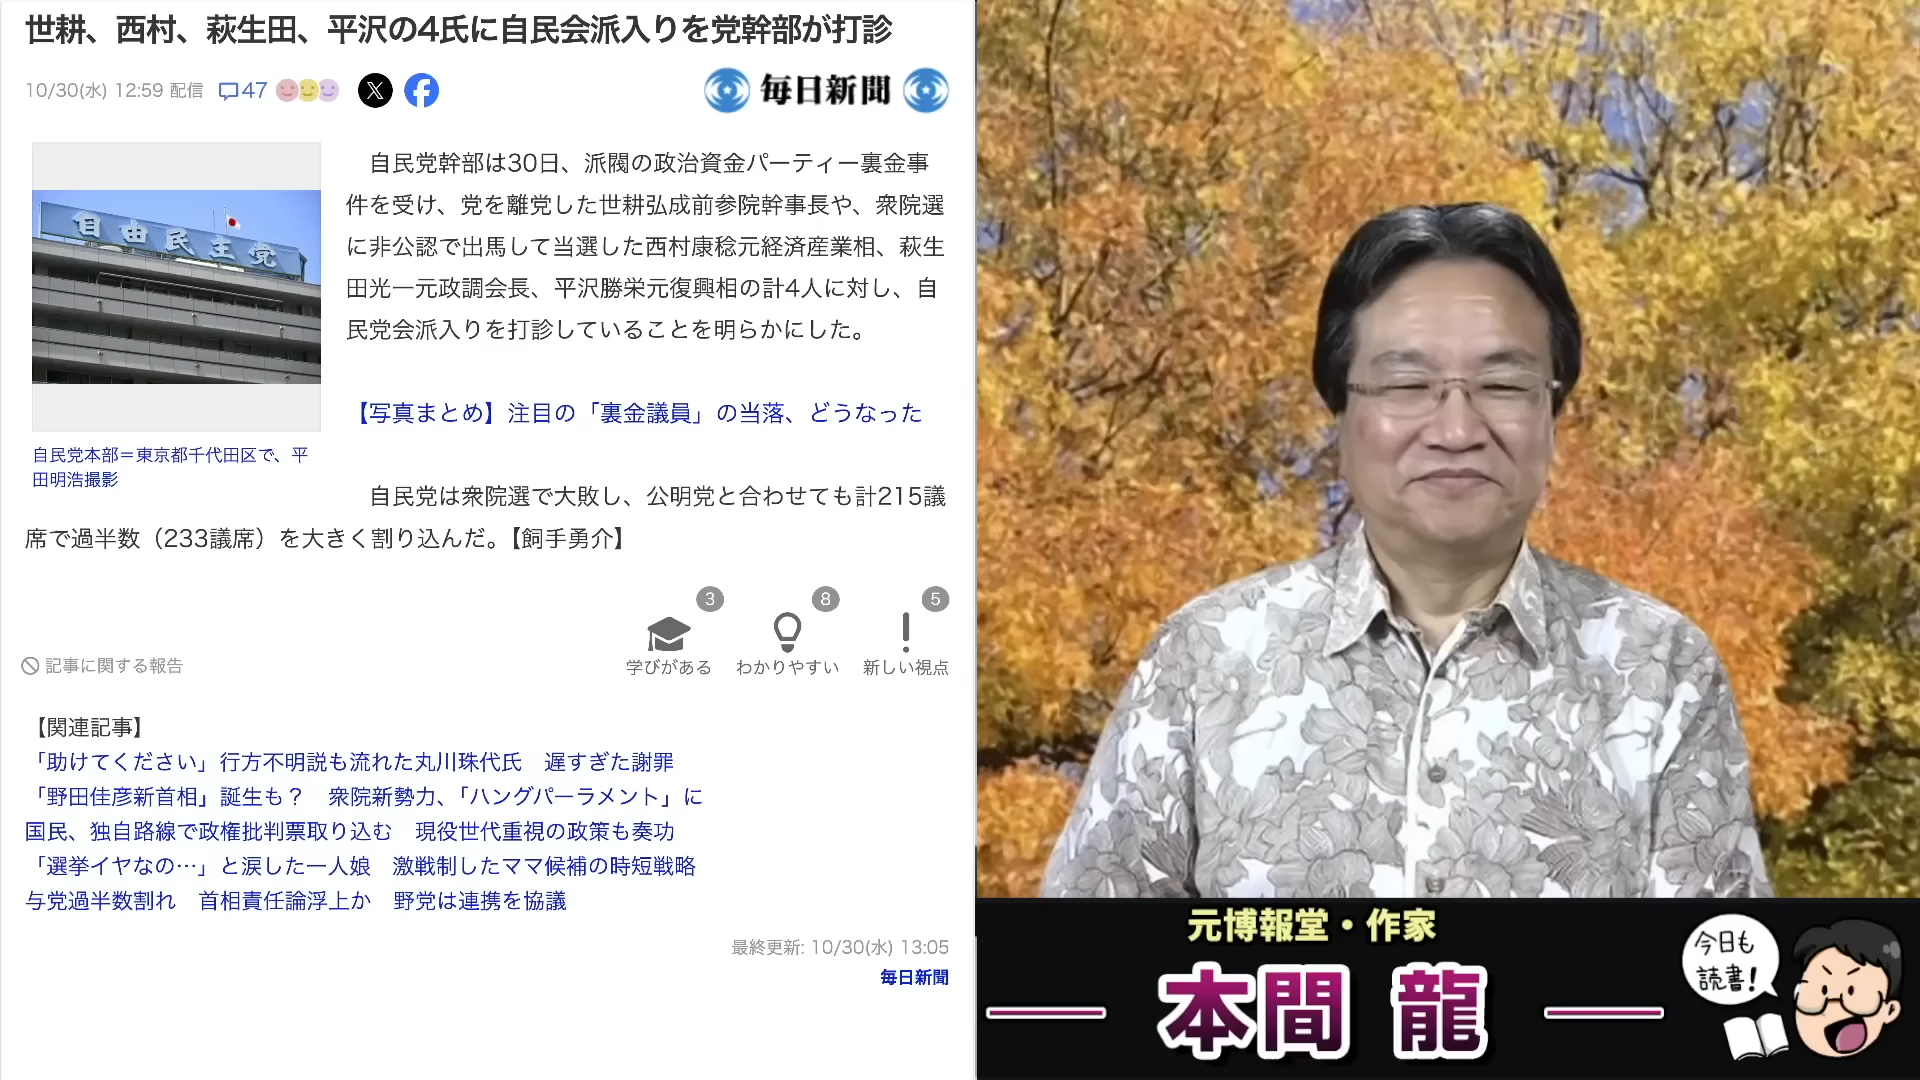 世耕、西村、萩生田、平沢の4氏に自民会派入りを党幹部が打診
10/30(水) 12:59 配信 47
毎日新聞
自由民主党
自民党本部＝東京都千代田区で、平
田明浩撮影
自民党幹部は30日、派閥の政治資金パーティー裏金事
件を受け、党を離党した世耕弘成前参院幹事長や、衆院選
に非公認で出馬して当選した西村康稔元経済産業相、萩生
田光一元政調会長、平沢勝栄元復興相の計4人に対し、自
民党会派入りを打診していることを明らかにした。
【写真まとめ】注目の「裏金議員」の当落、どうなった
自民党は衆院選で大敗し、公明党と合わせても計215議
席で過半数（233議席）を大きく割り込んだ。【飼手勇介】
3
8
5
学びがある
わかりやすい
新しい視点
記事に関する報告
【関連記事】
「助けてください」行方不明説も流れた丸川珠代氏　遅すぎた謝罪
「野田佳彦新首相」誕生も？　衆院新勢力、「ハングパーラメント」に
国民、独自路線で政権批判票取り込む　現役世代重視の政策も奏功
「選挙イヤなの…」と涙した一人娘　激戦制したママ候補の時短戦略
与党過半数割れ　首相責任論浮上か　野党は連携を協議
最終更新: 10/30(水) 13:05
毎日新聞
元博報堂・作家
本間 龍
今日も
読書!